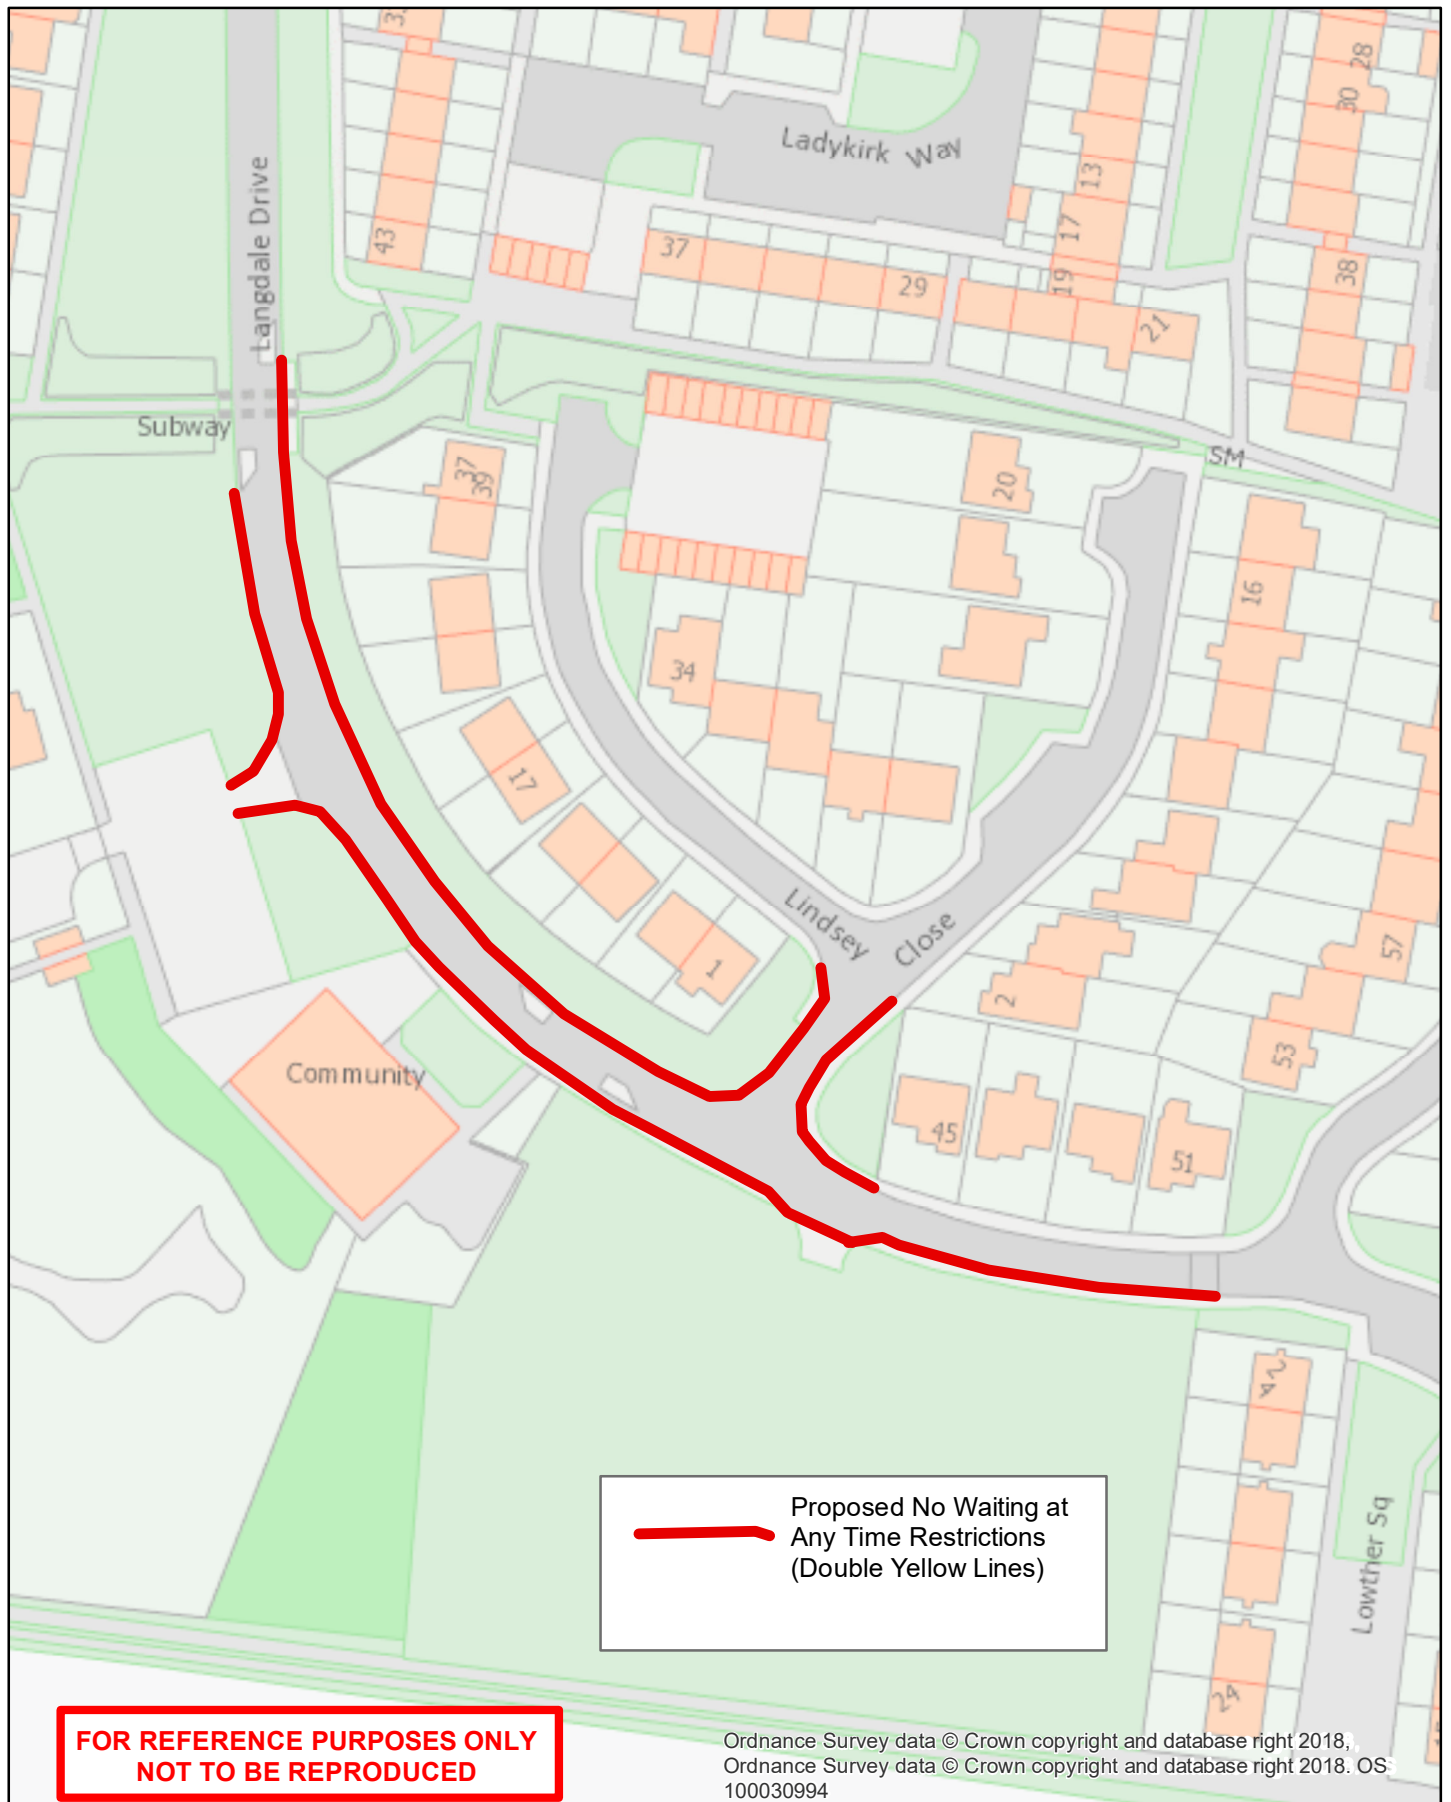 28
30
Ladykirk Way
13
Langdale Drive
17
43
37
29
19
38
21
Subway
SM
37
39
20
16
34
17
Lindsey
Close
57
1
2
53
Community
45
51
2
4
Proposed No Waiting at
Any Time Restrictions
(Double Yellow Lines)
Lowther Sq
24
FOR REFERENCE PURPOSES ONLY
NOT TO BE REPRODUCED
Ordnance Survey data © Crown copyright and database right 2018,
Ordnance Survey data © Crown copyright and database right 2018. OS
100030994